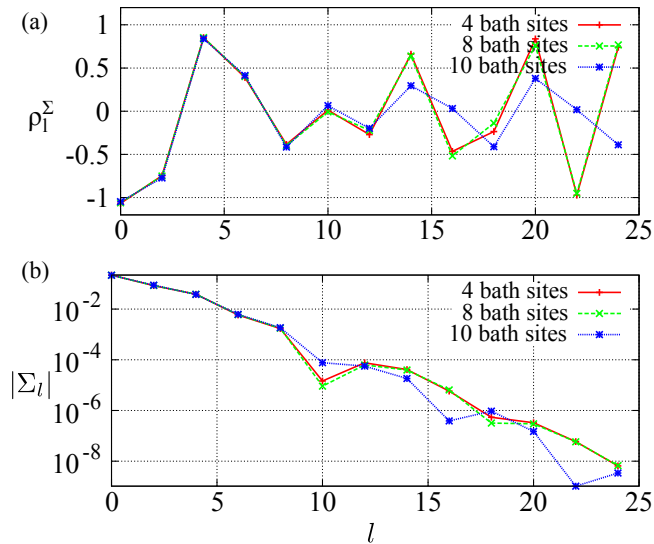 (a)
4 bath sites
8 bath sites
10 bath sites
1
0.5
0
-0.5
-1
ρ_l^Σ
0 5 10 15 20 25
(b)
4 bath sites
8 bath sites
10 bath sites
10^-2
10^-4
10^-6
10^-8
|Σ_l|
0 5 10 15 20 25
l